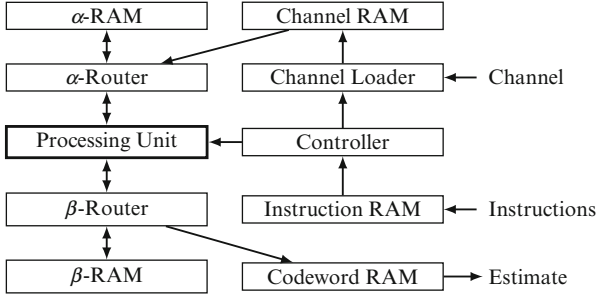 α-RAM
Channel RAM
α-Router
Channel Loader
Channel
Processing Unit
Controller
β-Router
Instruction RAM
Instructions
β-RAM
Codeword RAM
Estimate